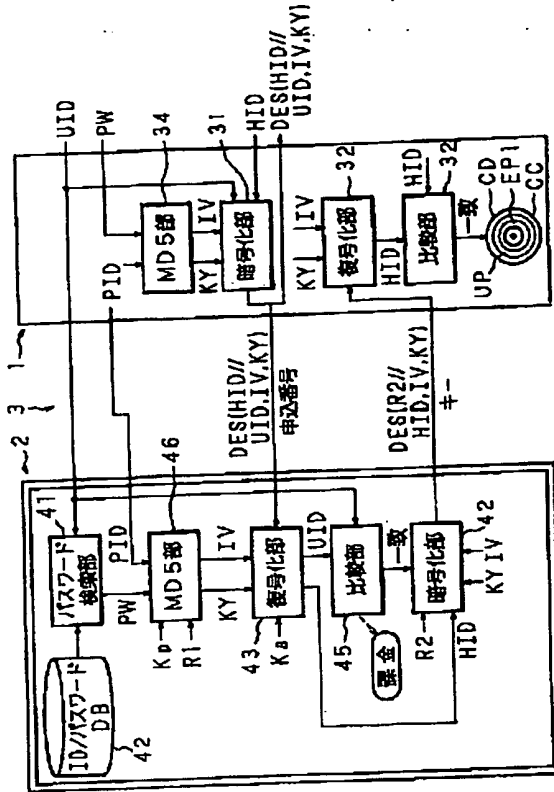 1
3
2
ID/パスワード
DB
42
パスワード
検索部
41
PID
PW
Kp
R1
MD5部
46
KY
IV
43
Ka
復号化部
UID
45
比較部
課金
一致
R2
暗号化部
42
HID
KY IV
DES(HID//
UID,IV,KY)
申込番号
DES(R2//
HID,IV,KY)
キー
UID
PW
PID
34
MD5部
KY
IV
31
暗号化部
HID
DES(HID//
UID,IV,KY)
KY
IV
復号化部
32
HID
HID
比較部
32
一致
UP
CD
EP1
CC